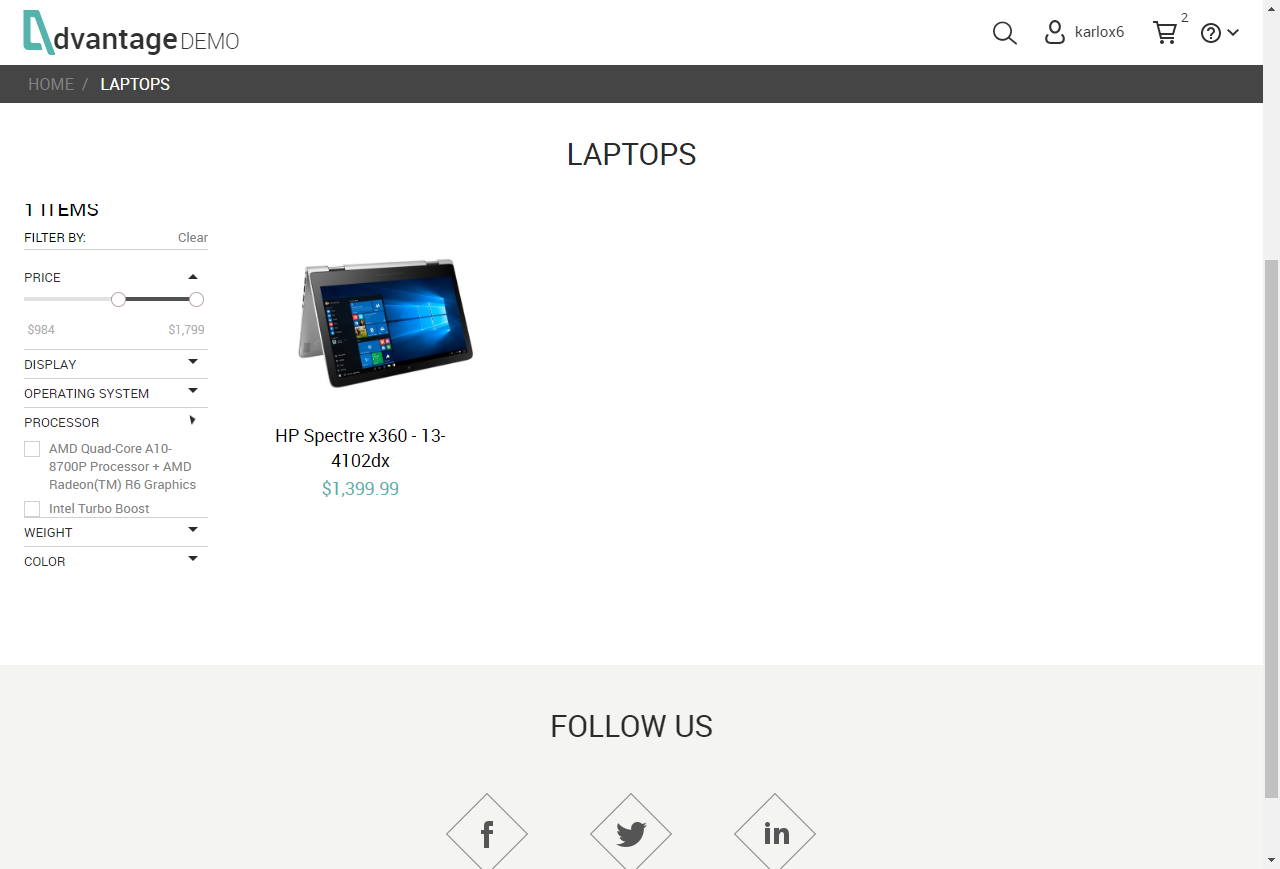 dvantage DEMO
karlox6
2
HOME / LAPTOPS
LAPTOPS
1 ITEMS
FILTER BY: Clear
PRICE
$984 $1,799
DISPLAY
OPERATING SYSTEM
PROCESSOR
AMD Quad-Core A10-
8700P Processor + AMD
Radeon(TM) R6 Graphics
Intel Turbo Boost
WEIGHT
COLOR
HP Spectre x360 - 13-
4102dx
$1,399.99
FOLLOW US
f
in